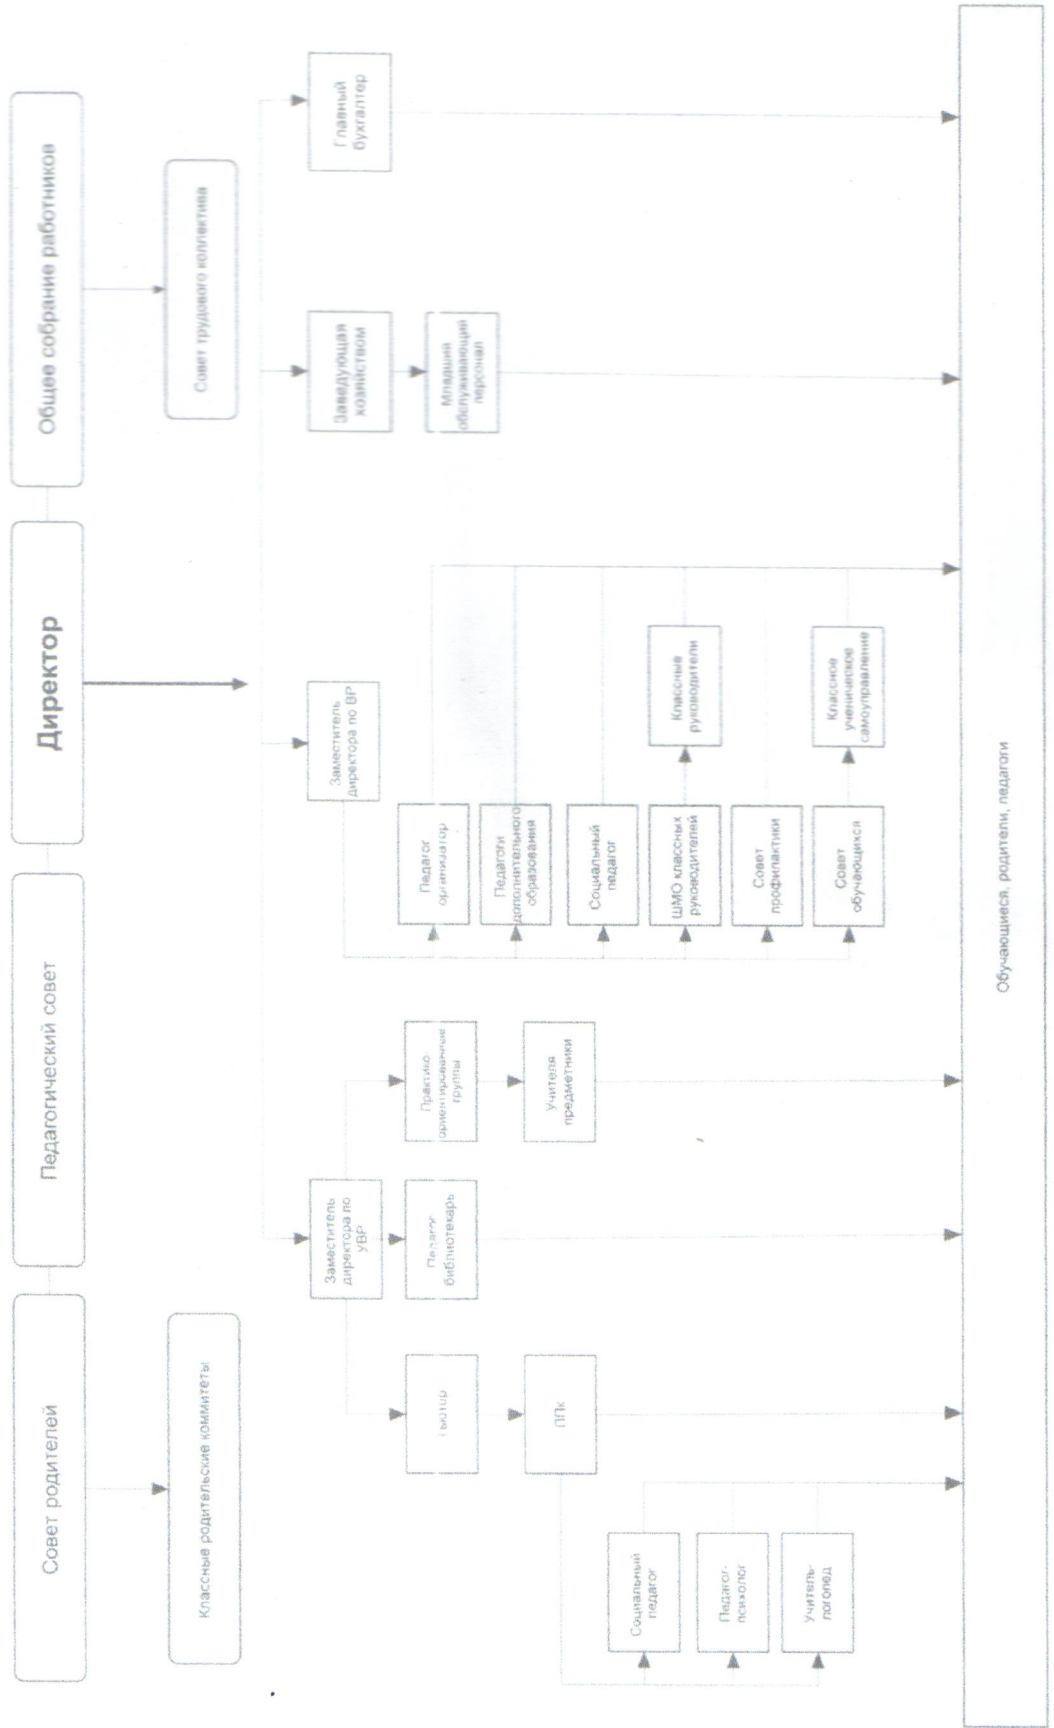 Совет родителей
Педагогический совет
Директор
Общее собрание работников
Классные родительские коммитеты
Совет трудового коллектива
Заместитель
директора по
УВР
Заместитель
директора по ВР
Заведующая
хозяйством
Главный
бухгалтер
Тьютор
Педагог-
библиотекарь
Практико-
ориентированные
группы
Педагог
организатор
Младший
обслуживающий
персонал
ППк
Учителя
предметники
Педагоги
дополнительного
образования
Социальный
педагог
Социальный
педагог
ШМО классных
руководителей
Классные
руководители
Педагог-
психолог
Совет
профилактики
Учитель-
логопед
Совет
обучающихся
Классное
ученическое
самоуправление
Обучающиеся, родители, педагоги